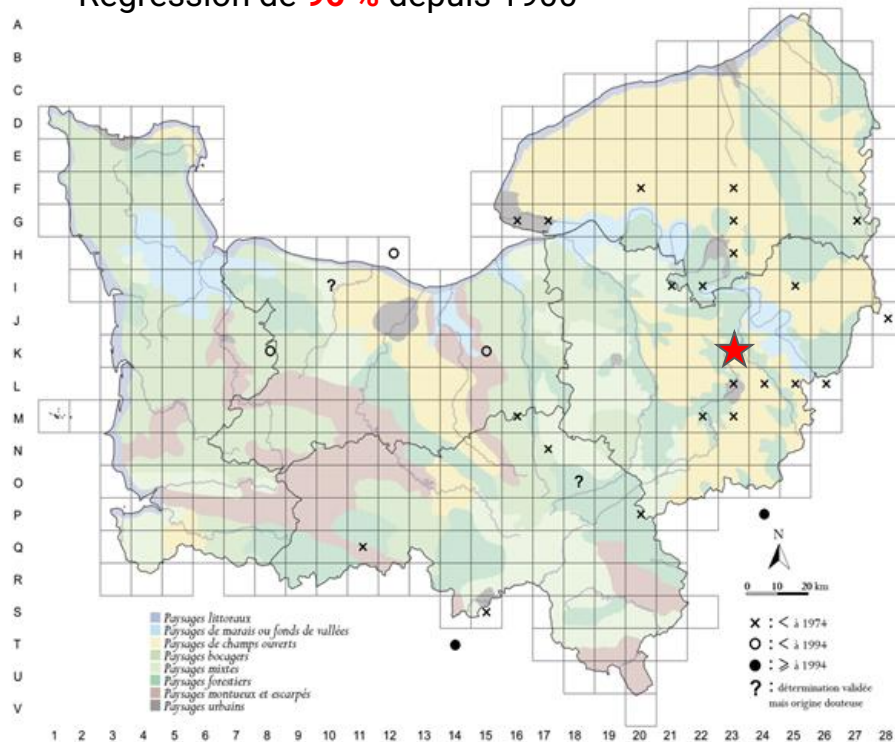 Régression de 98 % depuis 1960
A
B
C
D
E
F
G
H
I
J
K
L
M
N
O
P
Q
R
S
T
U
V
?
?
N
0 10 20 km
x : < à 1974
o : < à 1994
● : ⩾ à 1994
? : détermination validée
mais origine douteuse
Paysages littoraux
Paysages de marais ou fonds de vallées
Paysages de champs ouverts
Paysages bocagers
Paysages mixtes
Paysages forestiers
Paysages montueux et escarpés
Paysages urbains
1 2 3 4 5 6 7 8 9 10 11 12 13 14 15 16 17 18 19 20 21 22 23 24 25 26 27 28